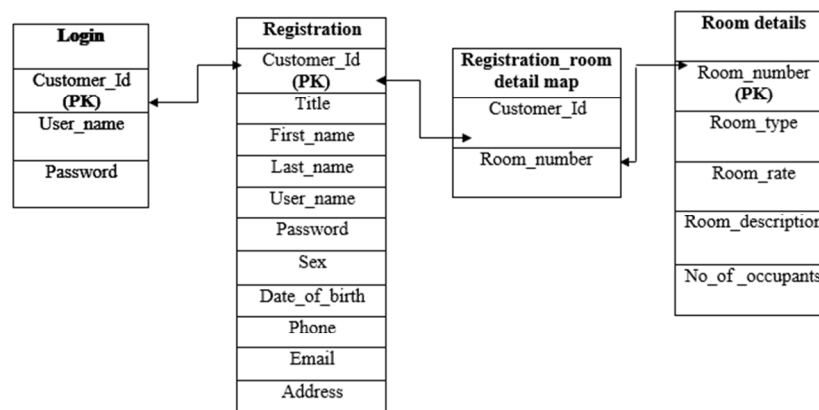 Login
Customer_Id
(PK)
User_name
Password
Registration
Customer_Id
(PK)
Title
First_name
Last_name
User_name
Password
Sex
Date_of_birth
Phone
Email
Address
Registration_room
detail map
Customer_Id
Room_number
Room details
Room_number
(PK)
Room_type
Room_rate
Room_description
No_of _occupants